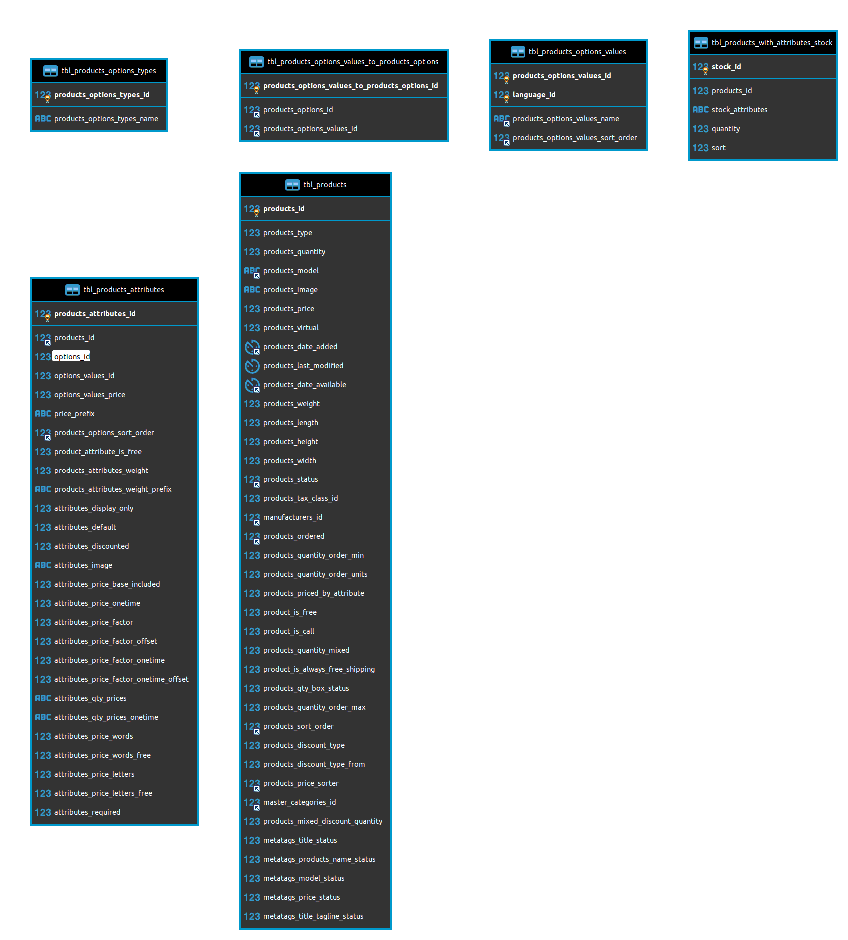 tbl_products_options_types
123 products_options_types_id
ABC products_options_types_name
tbl_products_options_values_to_products_options
123 products_options_values_to_products_options_id
123 products_options_id
123 products_options_values_id
tbl_products_options_values
123 products_options_values_id
123 language_id
ABC products_options_values_name
123 products_options_values_sort_order
tbl_products_with_attributes_stock
123 stock_id
123 products_id
ABC stock_attributes
123 quantity
123 sort
tbl_products_attributes
123 products_attributes_id
123 products_id
123 options_id
123 options_values_id
123 options_values_price
ABC price_prefix
123 products_options_sort_order
123 product_attribute_is_free
123 products_attributes_weight
ABC products_attributes_weight_prefix
123 attributes_display_only
123 attributes_default
123 attributes_discounted
ABC attributes_image
123 attributes_price_base_included
123 attributes_price_onetime
123 attributes_price_factor
123 attributes_price_factor_offset
123 attributes_price_factor_onetime
123 attributes_price_factor_onetime_offset
ABC attributes_qty_prices
ABC attributes_qty_prices_onetime
123 attributes_price_words
123 attributes_price_words_free
123 attributes_price_letters
123 attributes_price_letters_free
123 attributes_required
tbl_products
123 products_id
123 products_type
123 products_quantity
ABC products_model
ABC products_image
123 products_price
123 products_virtual
products_date_added
products_last_modified
products_date_available
123 products_weight
123 products_length
123 products_height
123 products_width
123 products_status
123 products_tax_class_id
123 manufacturers_id
123 products_ordered
123 products_quantity_order_min
123 products_quantity_order_units
123 products_priced_by_attribute
123 product_is_free
123 product_is_call
123 products_quantity_mixed
123 product_is_always_free_shipping
123 products_qty_box_status
123 products_quantity_order_max
123 products_sort_order
123 products_discount_type
123 products_discount_type_from
123 products_price_sorter
123 master_categories_id
123 products_mixed_discount_quantity
123 metatags_title_status
123 metatags_products_name_status
123 metatags_model_status
123 metatags_price_status
123 metatags_title_tagline_status